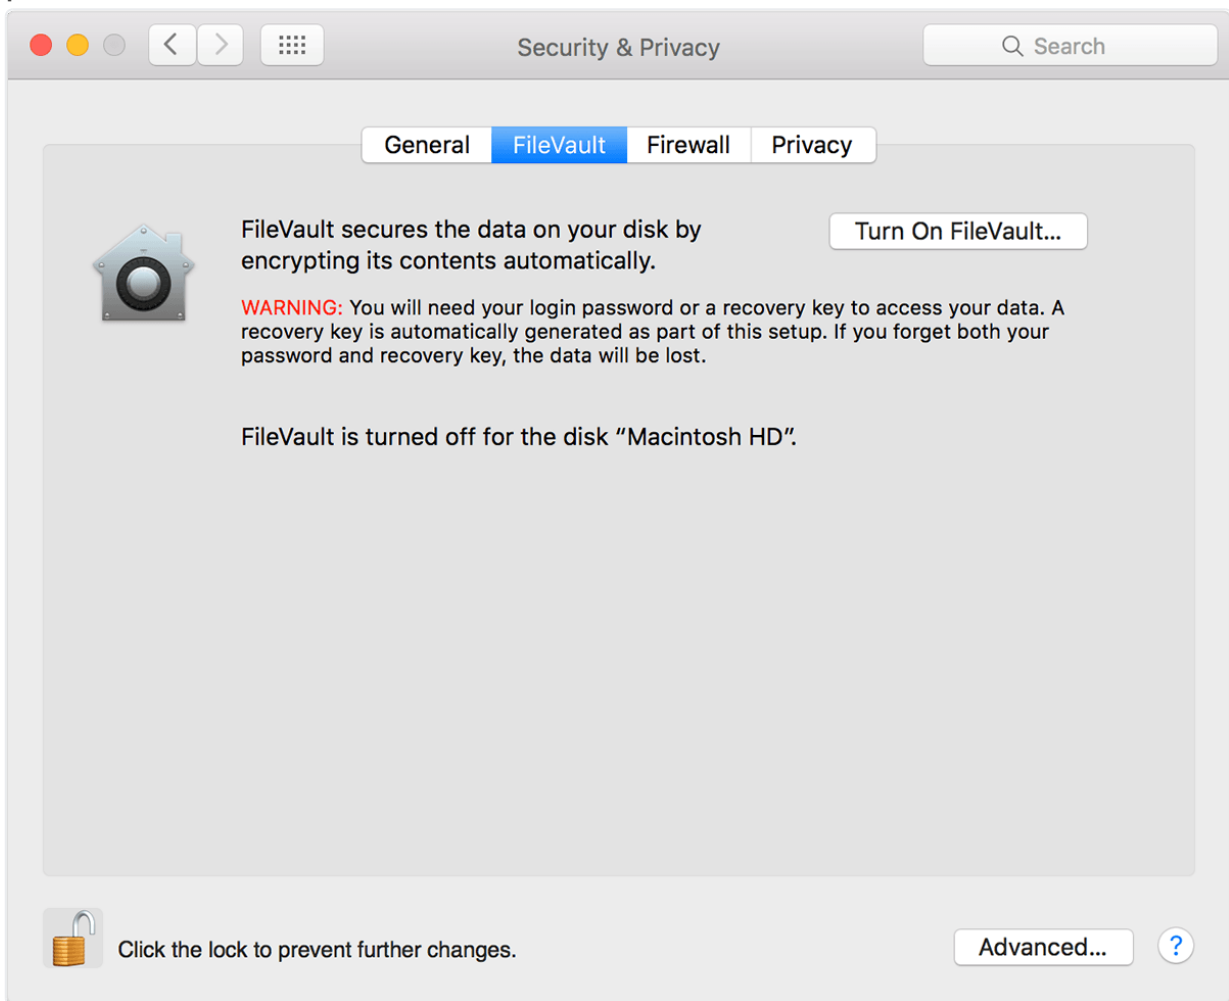 Security & Privacy
Search
General
FileVault
Firewall
Privacy
FileVault secures the data on your disk by
encrypting its contents automatically.
Turn On FileVault...
WARNING: You will need your login password or a recovery key to access your data. A
recovery key is automatically generated as part of this setup. If you forget both your
password and recovery key, the data will be lost.
FileVault is turned off for the disk “Macintosh HD”.
Click the lock to prevent further changes.
Advanced...
?